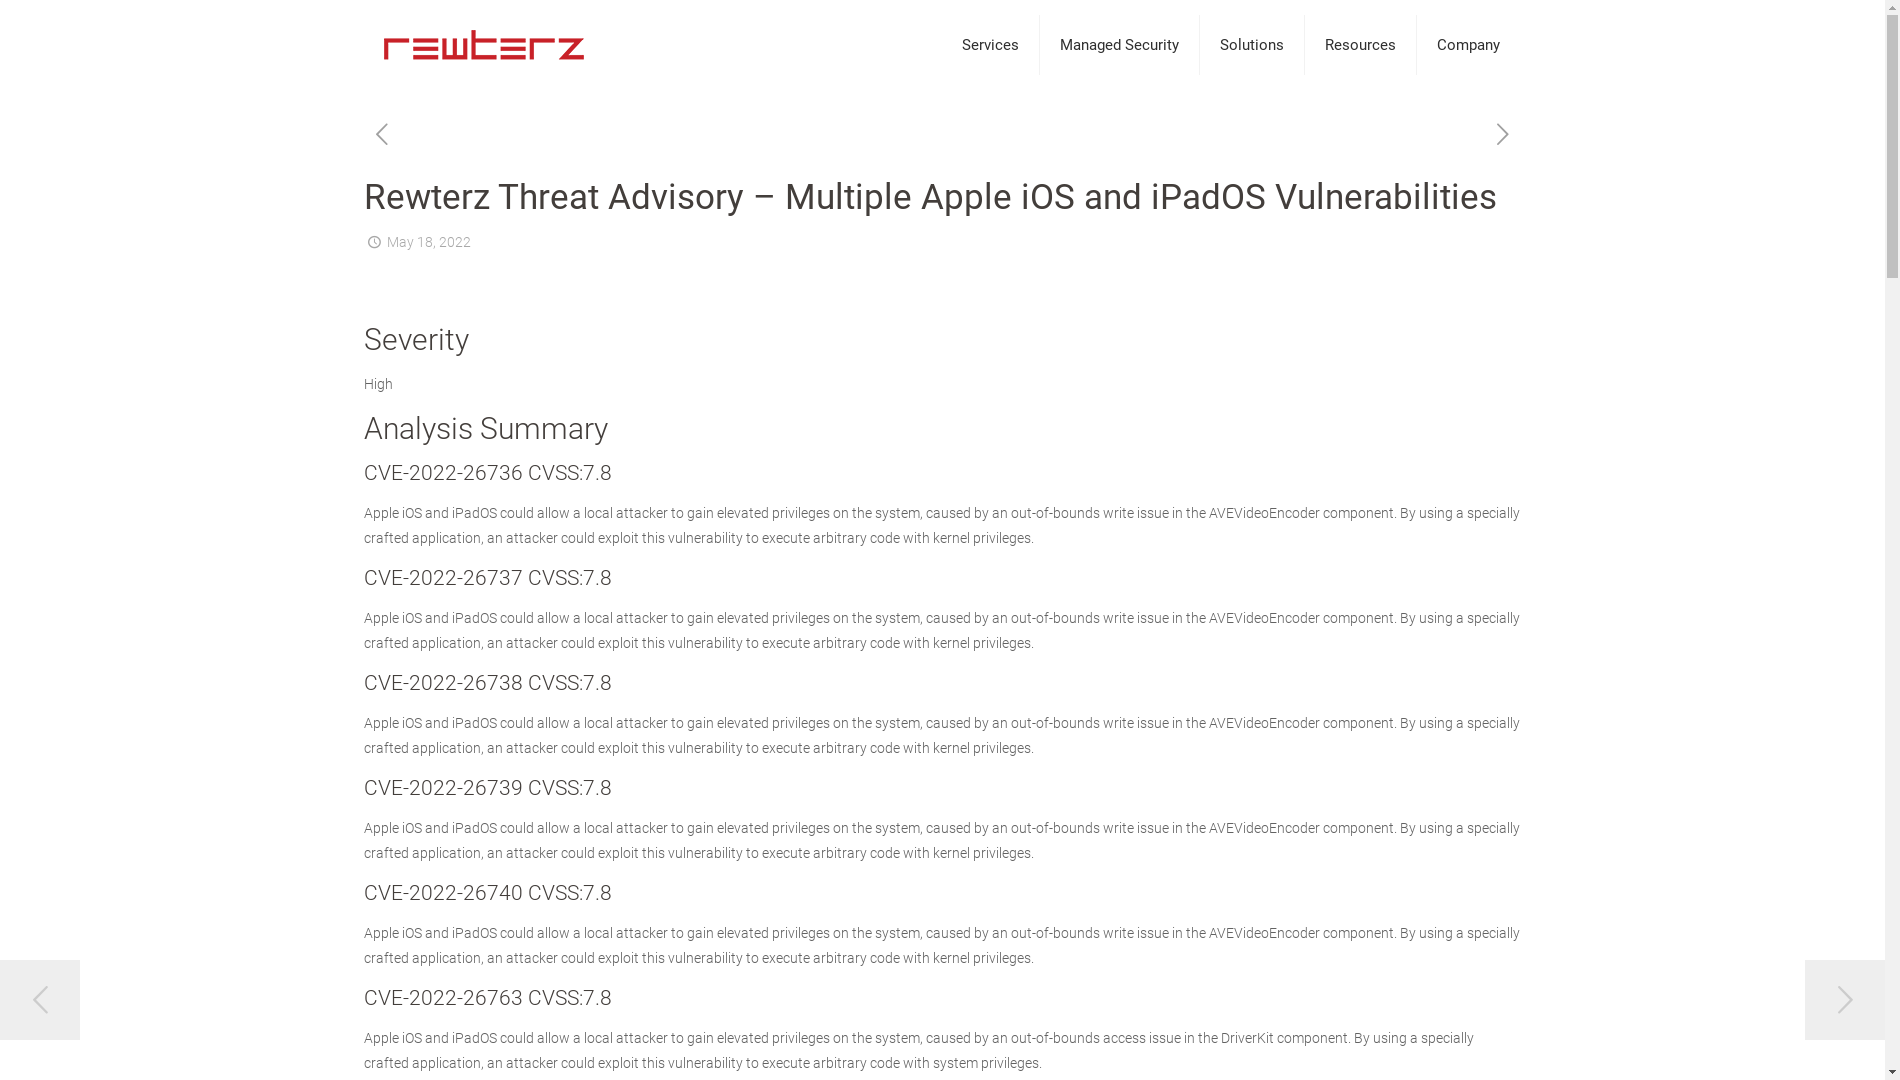 rewterz
Services
Managed Security
Solutions
Resources
Company
Rewterz Threat Advisory – Multiple Apple iOS and iPadOS Vulnerabilities
May 18, 2022
Severity
High
Analysis Summary
CVE-2022-26736 CVSS:7.8
Apple iOS and iPadOS could allow a local attacker to gain elevated privileges on the system, caused by an out-of-bounds write issue in the AVEVideoEncoder component. By using a specially
crafted application, an attacker could exploit this vulnerability to execute arbitrary code with kernel privileges.
CVE-2022-26737 CVSS:7.8
Apple iOS and iPadOS could allow a local attacker to gain elevated privileges on the system, caused by an out-of-bounds write issue in the AVEVideoEncoder component. By using a specially
crafted application, an attacker could exploit this vulnerability to execute arbitrary code with kernel privileges.
CVE-2022-26738 CVSS:7.8
Apple iOS and iPadOS could allow a local attacker to gain elevated privileges on the system, caused by an out-of-bounds write issue in the AVEVideoEncoder component. By using a specially
crafted application, an attacker could exploit this vulnerability to execute arbitrary code with kernel privileges.
CVE-2022-26739 CVSS:7.8
Apple iOS and iPadOS could allow a local attacker to gain elevated privileges on the system, caused by an out-of-bounds write issue in the AVEVideoEncoder component. By using a specially
crafted application, an attacker could exploit this vulnerability to execute arbitrary code with kernel privileges.
CVE-2022-26740 CVSS:7.8
Apple iOS and iPadOS could allow a local attacker to gain elevated privileges on the system, caused by an out-of-bounds write issue in the AVEVideoEncoder component. By using a specially
crafted application, an attacker could exploit this vulnerability to execute arbitrary code with kernel privileges.
CVE-2022-26763 CVSS:7.8
Apple iOS and iPadOS could allow a local attacker to gain elevated privileges on the system, caused by an out-of-bounds access issue in the DriverKit component. By using a specially
crafted application, an attacker could exploit this vulnerability to execute arbitrary code with system privileges.